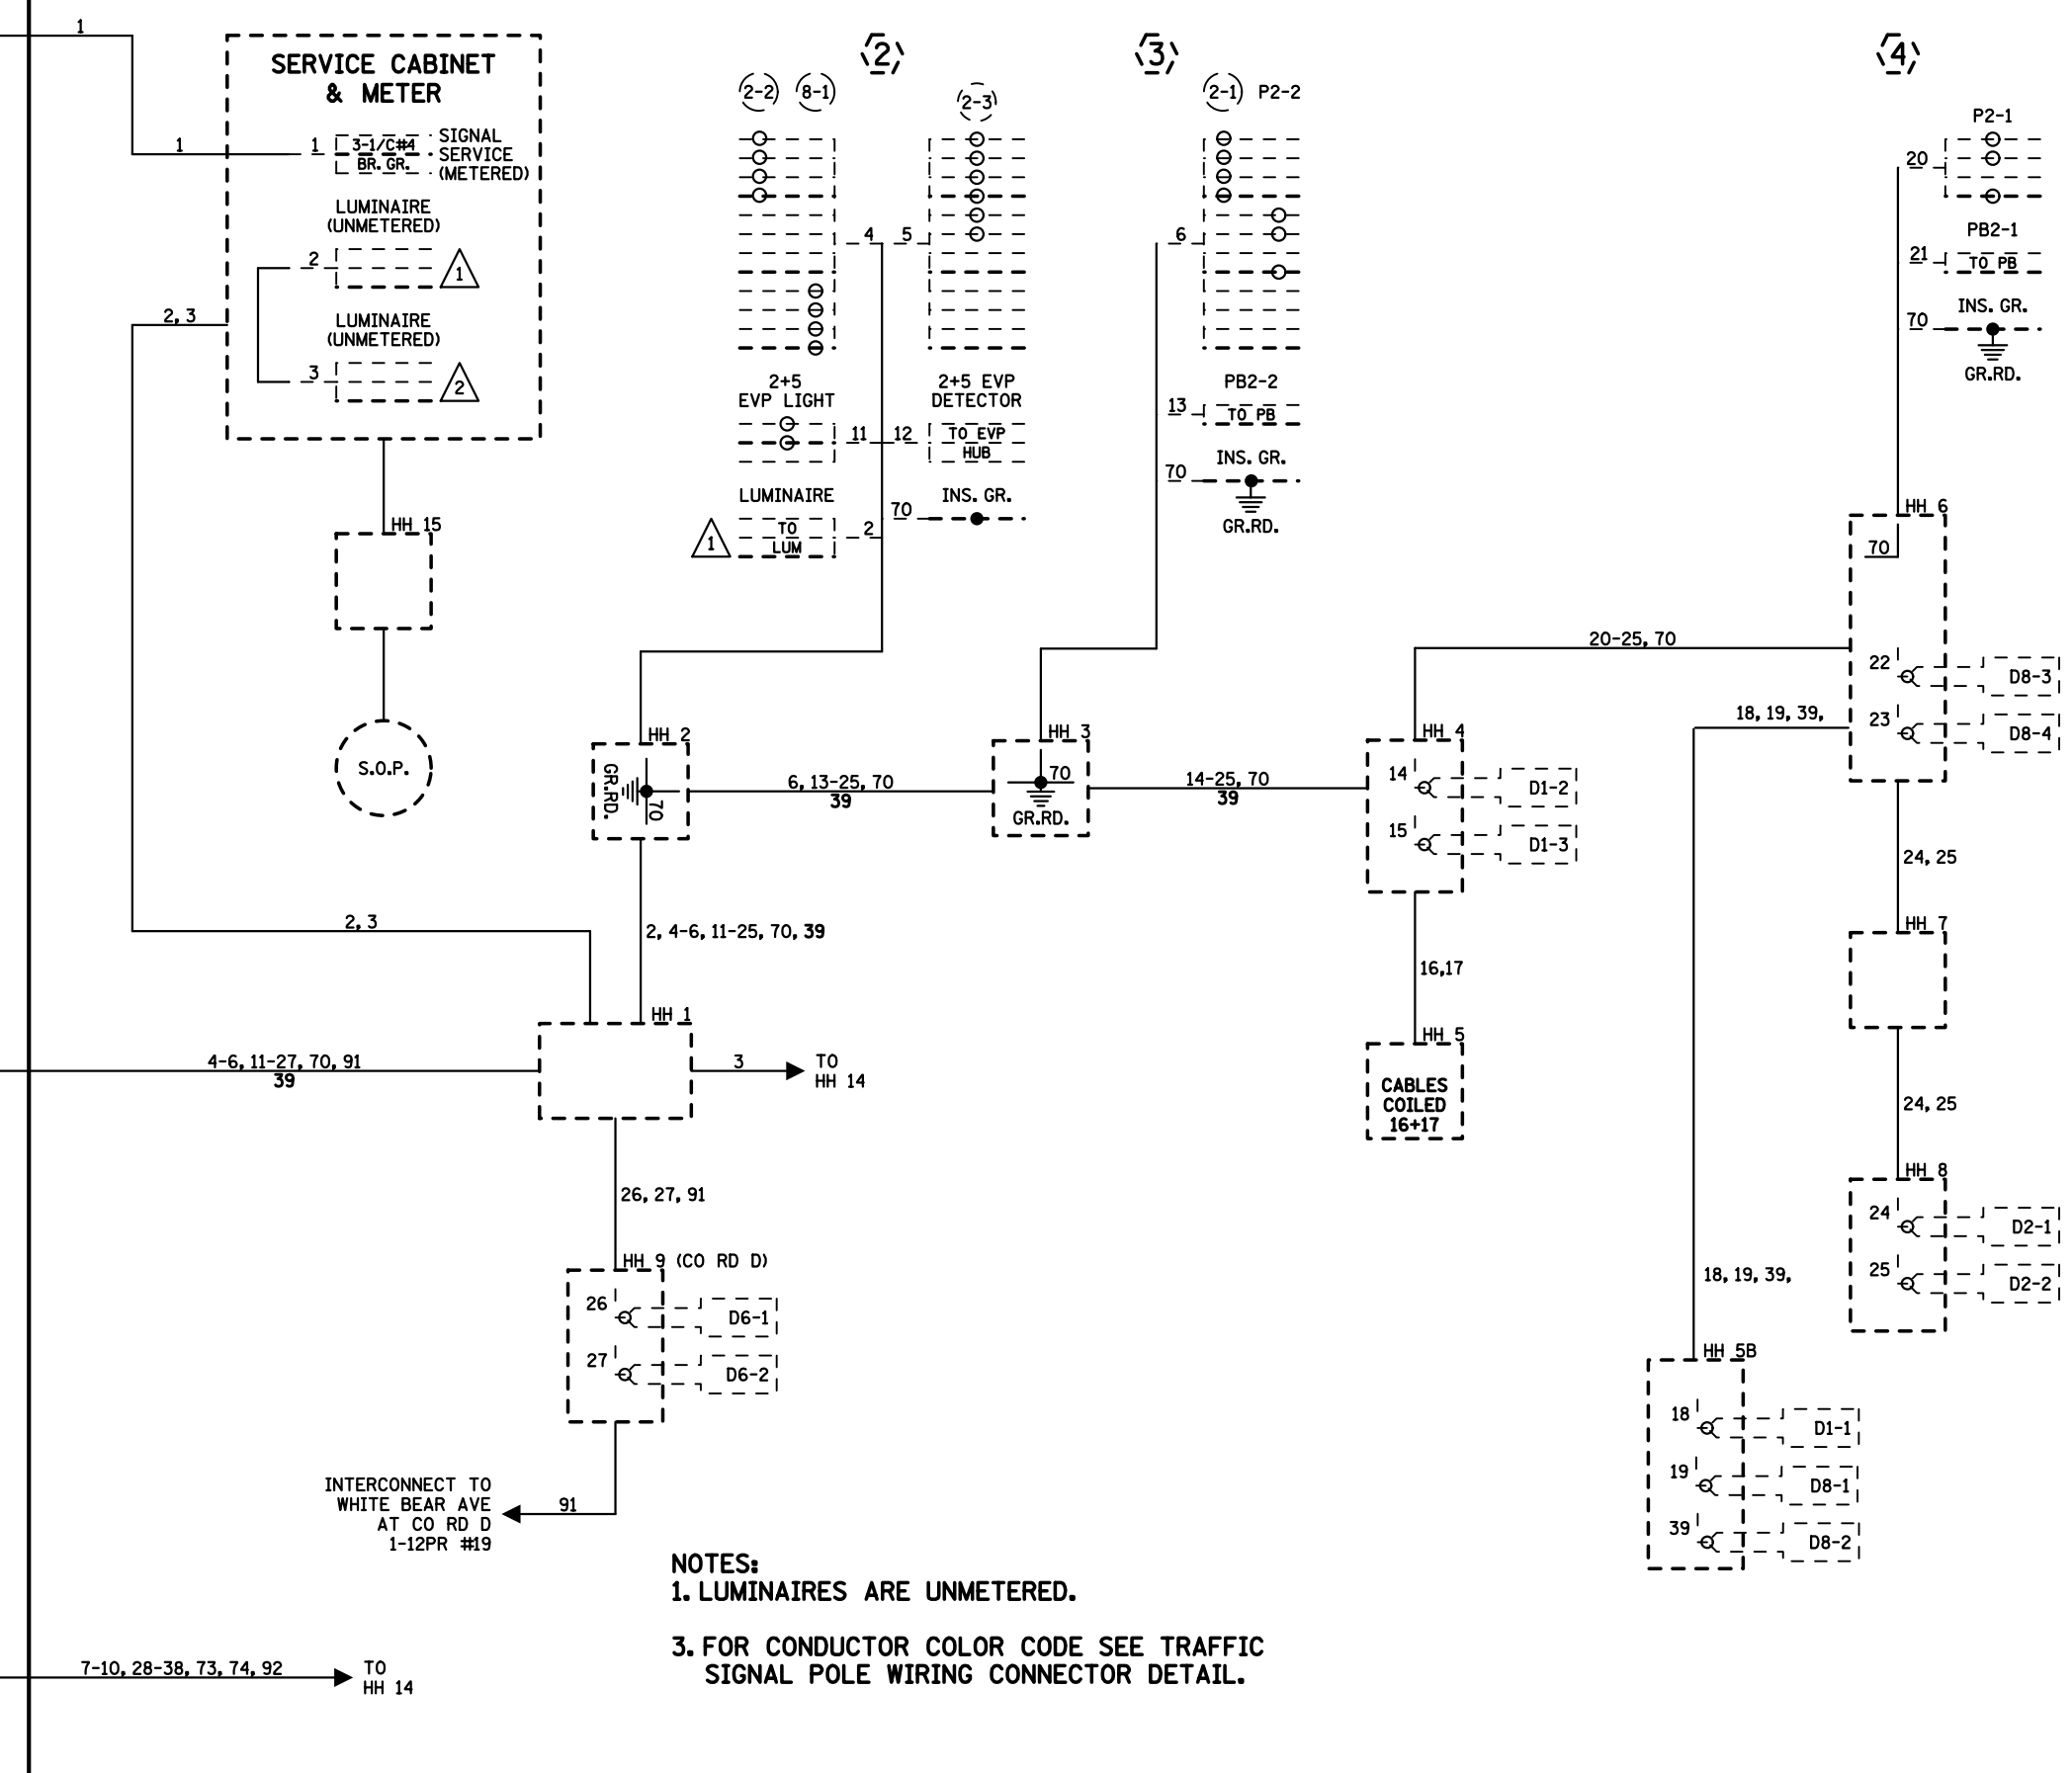 1
SERVICE CABINET
& METER
1
1
3-1/C#4
BR. GR.
SIGNAL
SERVICE
(METERED)
LUMINAIRE
(UNMETERED)
2
1
LUMINAIRE
(UNMETERED)
3
2
2, 3
HH 15
S.O.P.
2
2-2
8-1
2-3
4
5
2+5
EVP LIGHT
2+5 EVP
DETECTOR
11
12
TO EVP
HUB
LUMINAIRE
INS. GR.
70
1
TO
LUM
2
3
2-1
P2-2
6
PB2-2
13
TO PB
INS. GR.
70
GR.RD.
4
P2-1
20
PB2-1
21
TO PB
INS. GR.
70
GR.RD.
HH 6
70
20-25, 70
22
D8-3
18, 19, 39,
23
D8-4
HH 2
GR.RD.
70
6, 13-25, 70
39
HH 3
70
GR.RD.
14-25, 70
39
HH 4
14
D1-2
15
D1-3
24, 25
2, 3
2, 4-6, 11-25, 70, 39
16,17
HH 7
HH 1
4-6, 11-27, 70, 91
39
3
TO
HH 14
HH 5
CABLES
COILED
16+17
24, 25
HH 8
24
D2-1
25
D2-2
26, 27, 91
HH 9 (CO RD D)
26
D6-1
27
D6-2
18, 19, 39,
HH 5B
18
D1-1
19
D8-1
39
D8-2
INTERCONNECT TO
WHITE BEAR AVE
AT CO RD D
1-12PR #19
91
NOTES:
1. LUMINAIRES ARE UNMETERED.
3. FOR CONDUCTOR COLOR CODE SEE TRAFFIC
SIGNAL POLE WIRING CONNECTOR DETAIL.
7-10, 28-38, 73, 74, 92
TO
HH 14